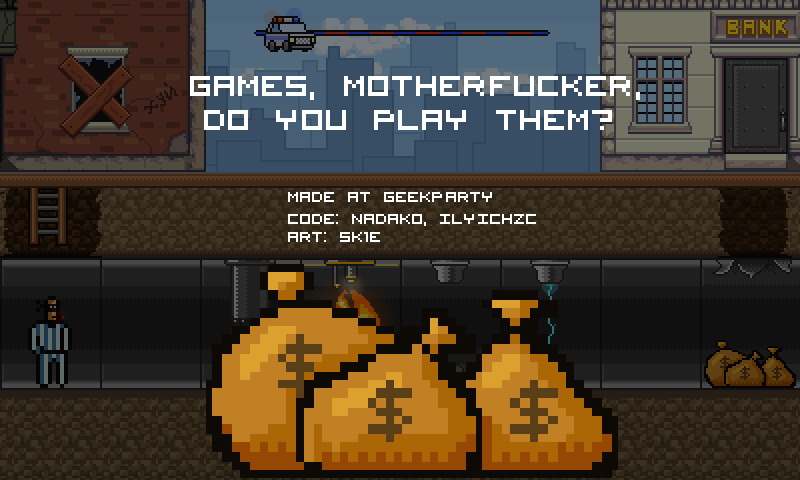 BANK
GAMES, MOTHERFUCKER,
DO YOU PLAY THEM?
MADE AT GEEKPARTY
CODE: NADAKO, ILYICHZC
ART: SK1E
$
$
$